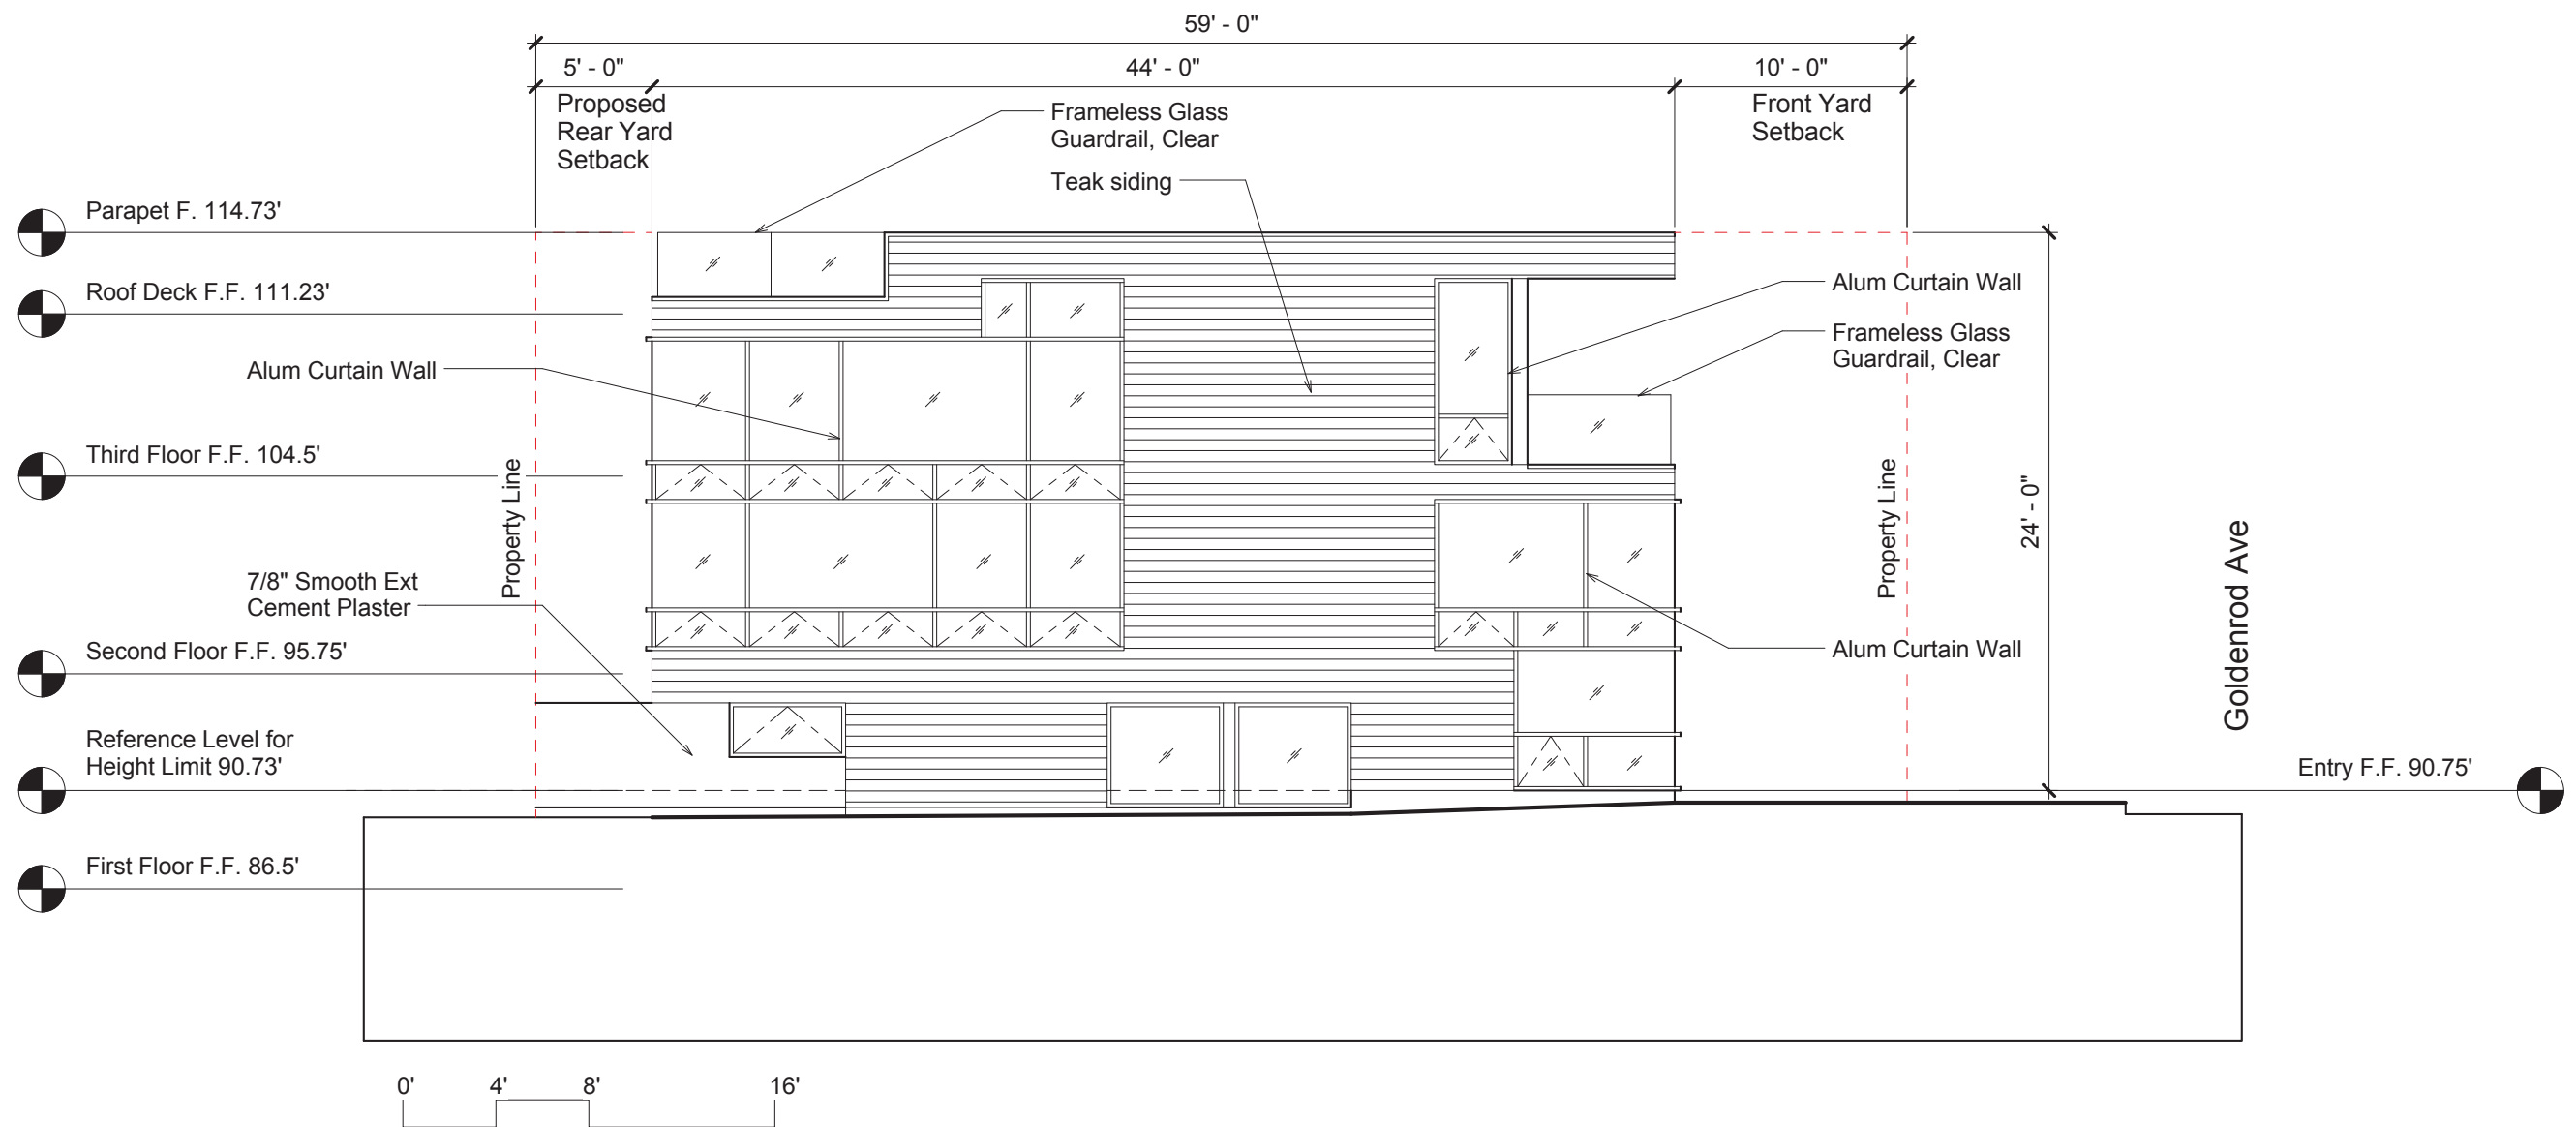 59' - 0"
5' - 0"
44' - 0"
10' - 0"
Proposed
Rear Yard
Setback
Frameless Glass
Guardrail, Clear
Front Yard
Setback
Teak siding
Parapet F. 114.73'
Roof Deck F.F. 111.23'
Alum Curtain Wall
Frameless Glass
Guardrail, Clear
Alum Curtain Wall
Third Floor F.F. 104.5'
Property Line
Property Line
24' - 0"
Goldenrod Ave
7/8" Smooth Ext
Cement Plaster
Second Floor F.F. 95.75'
Alum Curtain Wall
Reference Level for
Height Limit 90.73'
Entry F.F. 90.75'
First Floor F.F. 86.5'
0' 4' 8' 16'